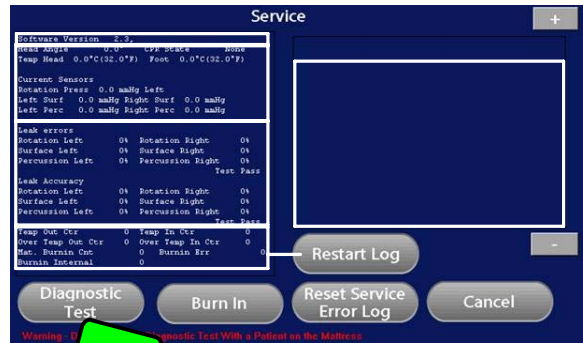 Service
+
Software Version 2.3,
Head Angle 0.0° CPR State None
Temp Head 0.0°C(32.0°F) Foot 0.0°C(32.0°F)
Current Sensors
Rotation Press 0.0 mmHg Left
Left Surf 0.0 mmHg Right Surf 0.0 mmHg
Left Perc 0.0 mmHg Right Perc 0.0 mmHg
Leak errors
Rotation Left 0% Rotation Right 0%
Surface Left 0% Surface Right 0%
Percussion Left 0% Percussion Right 0%
Test Pass
Leak Accuracy
Rotation Left 0% Rotation Right 0%
Surface Left 0% Surface Right 0%
Percussion Left 0% Percussion Right 0%
Test Pass
Temp Out Ctr 0 Temp In Ctr 0
Over Temp Out Ctr 0 Over Temp In Ctr 0
Mat. Burnin Cnt 0 Burnin Err 0
Burnin Internal 0
-
Restart Log
Diagnostic
Test
Burn In
Reset Service
Error Log
Cancel
Warning - Diagnostic Test With a Patient on the Mattress